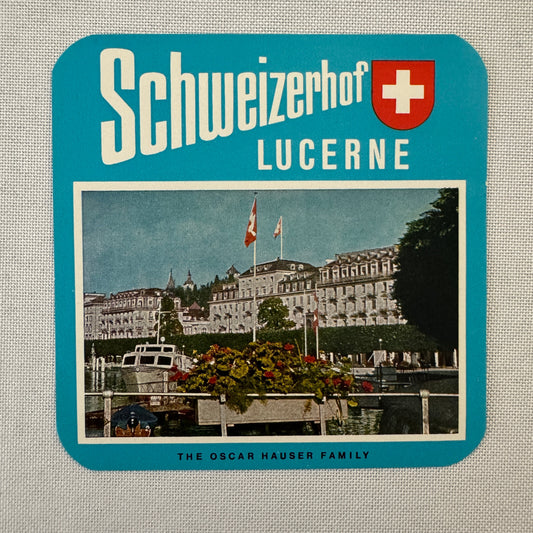 Schweizerhof
LUCERNE
THE OSCAR HAUSER FAMILY